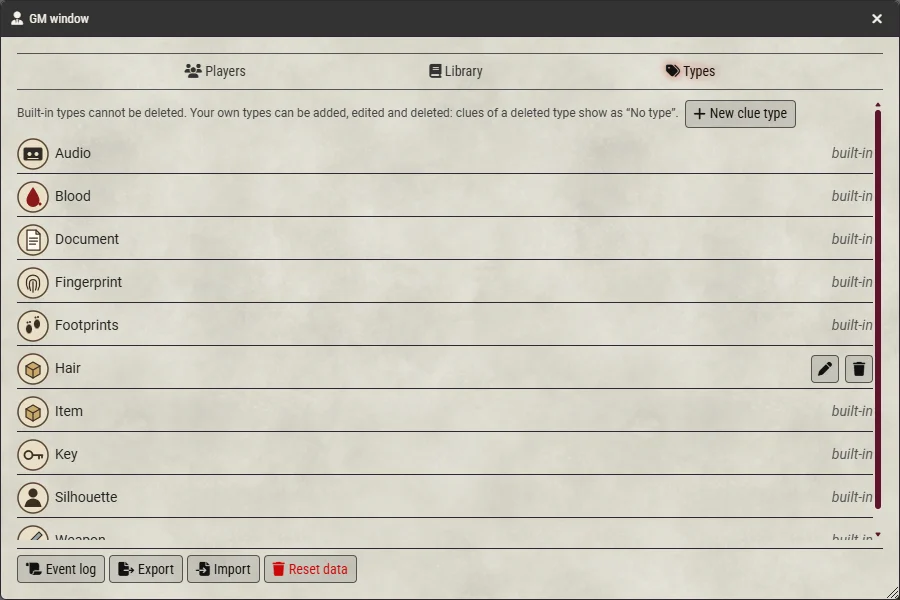 GM window
Players
Library
Types
Built-in types cannot be deleted. Your own types can be added, edited and deleted: clues of a deleted type show as “No type”.
New clue type
Audio built-in
Blood built-in
Document built-in
Fingerprint built-in
Footprints built-in
Hair
Item built-in
Key built-in
Silhouette built-in
Weapon built-in
Event log
Export
Import
Reset data